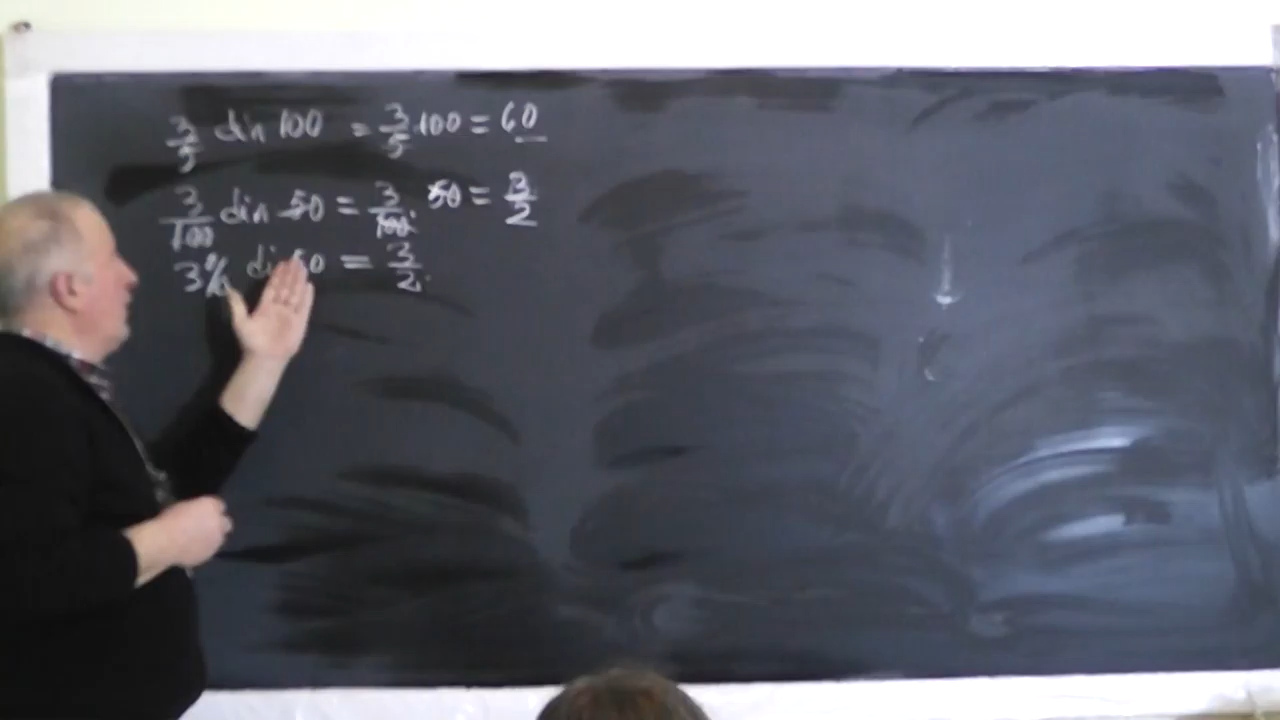 3/5 din 100 = 3/5 · 100 = 60
3/100 din 50 = 3/100 · 50 = 3/2
3% din 50 = 3/2